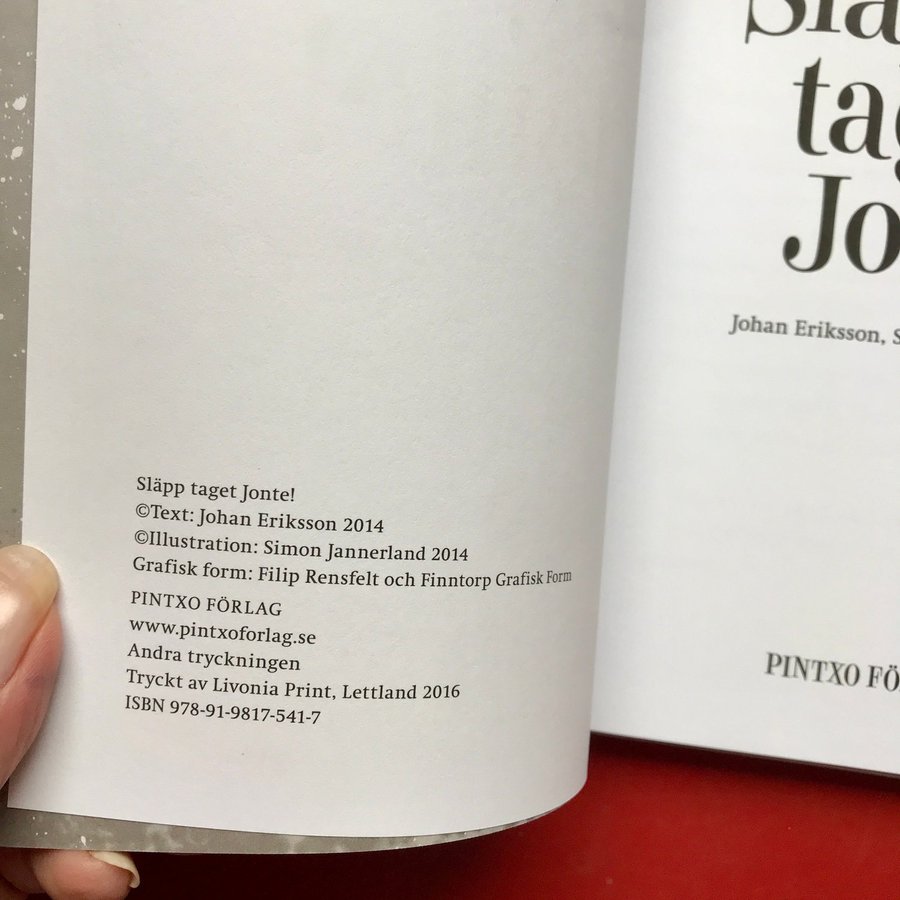 Släpp taget Jonte!
©Text: Johan Eriksson 2014
©Illustration: Simon Jannerland 2014
Grafisk form: Filip Rensfelt och Finntorp Grafisk Form
PINTXO FÖRLAG
www.pintxoforlag.se
Andra tryckningen
Tryckt av Livonia Print, Lettland 2016
ISBN 978-91-9817-541-7
Johan Eriksson,
PINTXO